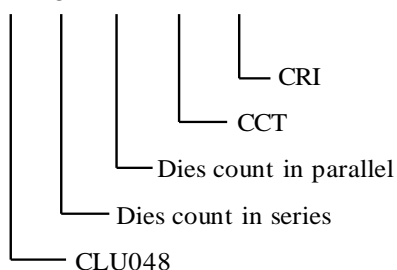 CRI
CCT
Dies count in parallel
Dies count in series
CLU048